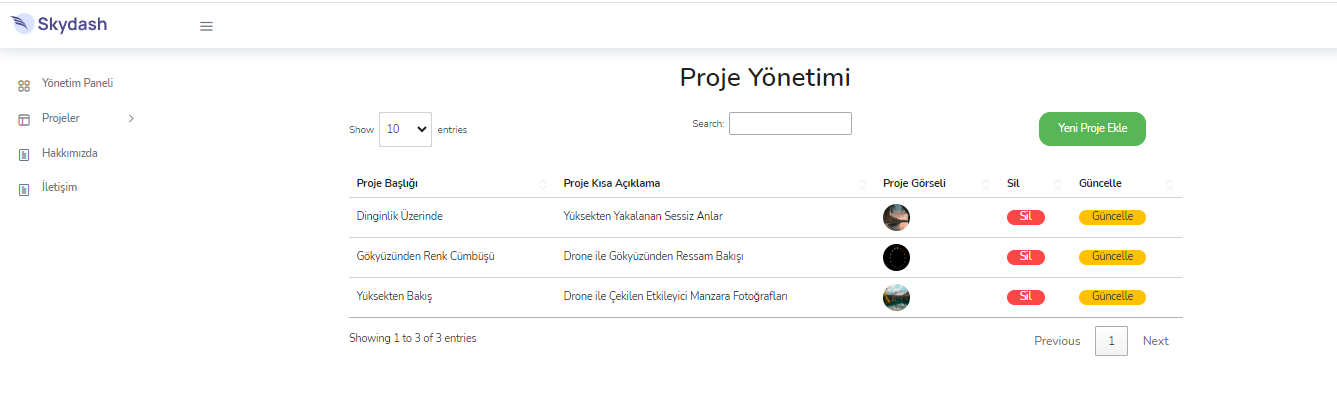 Skydash
Yönetim Paneli
Projeler
Hakkımızda
İletişim
Proje Yönetimi
Show 10 entries
Search:
Yeni Proje Ekle
Proje Başlığı Proje Kısa Açıklama Proje Görseli Sil Güncelle
Dinginlik Üzerinde Yüksekten Yakalanan Sessiz Anlar Sil Güncelle
Gökyüzünden Renk Cümbüşü Drone ile Gökyüzünden Ressam Bakışı Sil Güncelle
Yüksekten Bakış Drone ile Çekilen Etkileyici Manzara Fotoğrafları Sil Güncelle
Showing 1 to 3 of 3 entries
Previous 1 Next